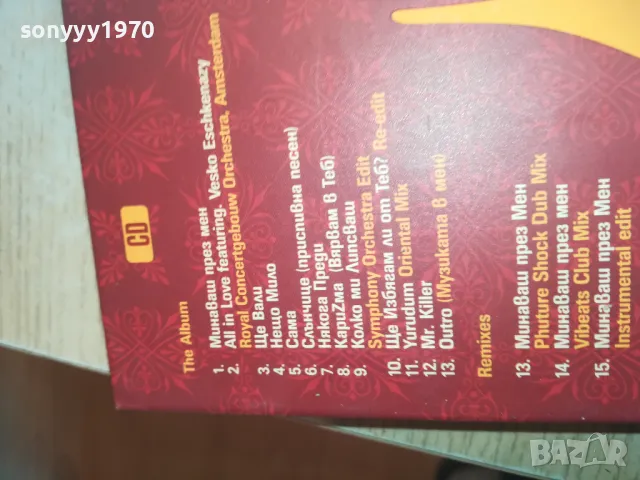 sonyyy1970
CD
The Album
1. Минаваш през мен
2. All in Love featuring. Vesko Eschkenazy
Royal Concertgebouw Orchestra, Amsterdam
3. Ще Вали
4. Нещо Мило
5. Сама
6. Слънчице (приспивна песен)
7. Някога Преди
8. КариZма (Вярвам в Теб)
9. Колко ми Липсваш
Symphony Orchestra Edit Re-edit
10. Ще Избягам ли от Теб?
11. Yurudum Oriental Mix
12. Mr. Killer
13. Outro (Музиката в мен)
Remixes
13. Минаваш през Мен
Phuture Shock Dub Mix
14. Минаваш през мен
Vibeats Club Mix
15. Минаваш през Мен
Instrumental edit
BAZAR
bg